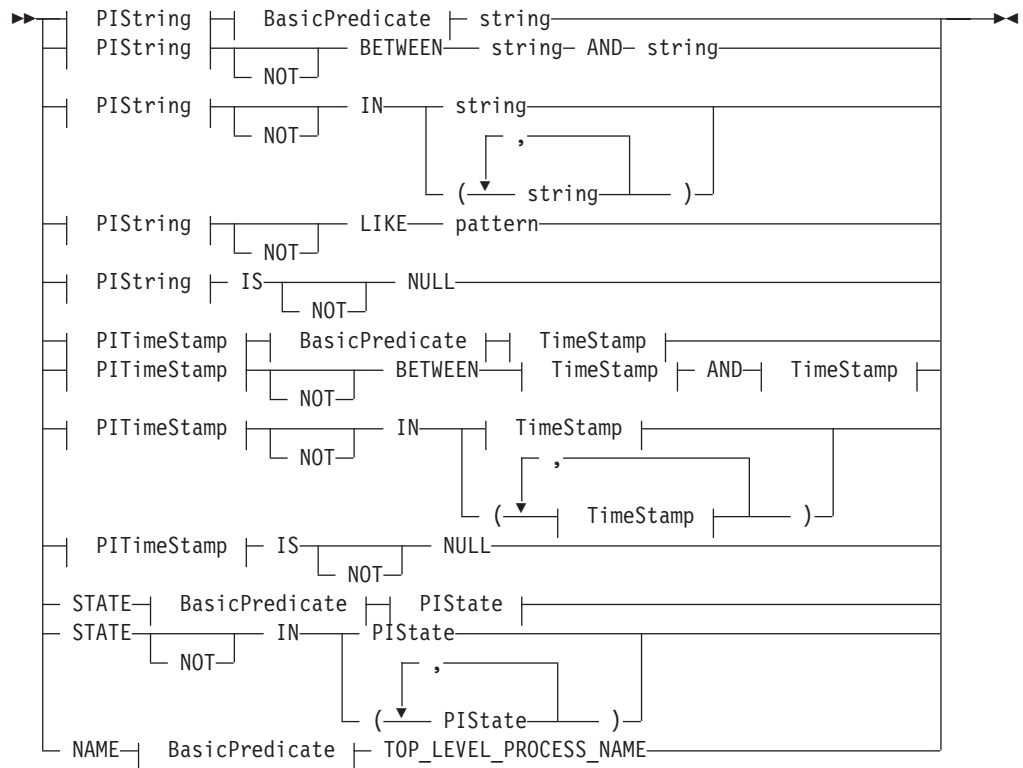 PIString BasicPredicate string
PIString NOT BETWEEN string AND string
PIString NOT IN string
,
( string )
PIString NOT LIKE pattern
PIString IS NOT NULL
PITimeStamp BasicPredicate TimeStamp
PITimeStamp NOT BETWEEN TimeStamp AND TimeStamp
PITimeStamp NOT IN TimeStamp
,
( TimeStamp )
PITimeStamp IS NOT NULL
STATE BasicPredicate PIState
STATE NOT IN PIState
,
( PIState )
NAME BasicPredicate TOP_LEVEL_PROCESS_NAME